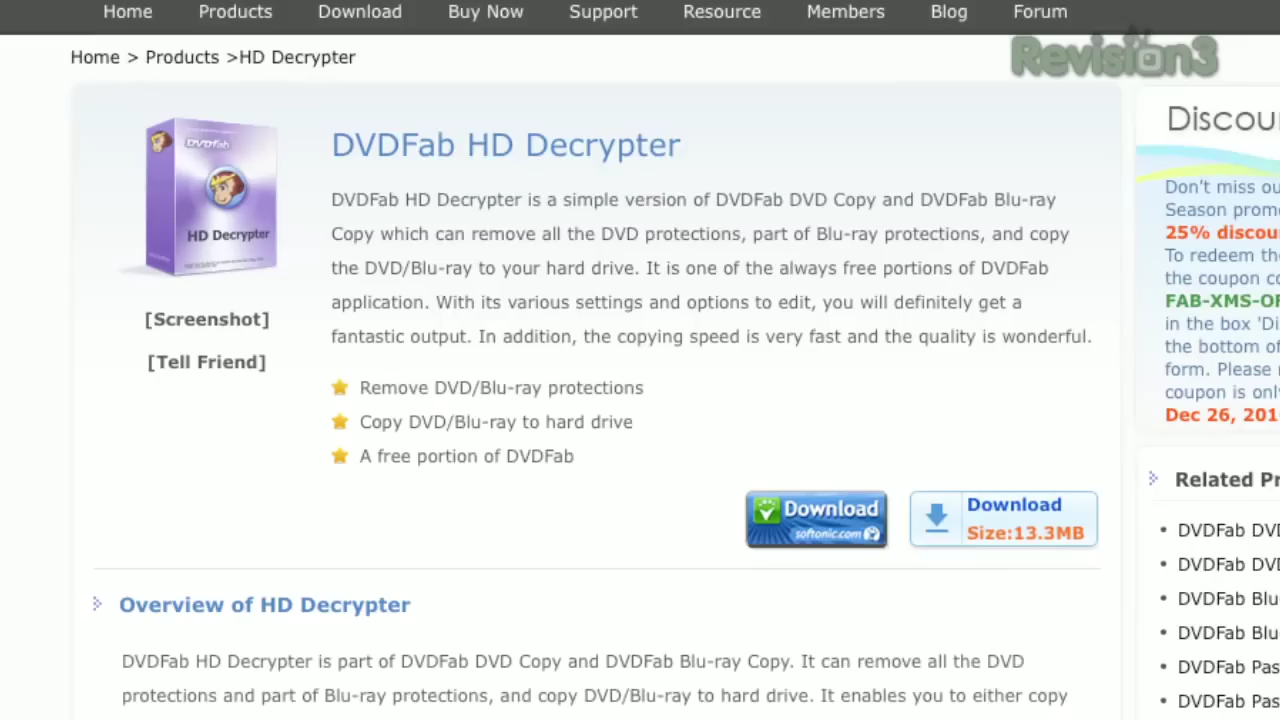 Home Products Download Buy Now Support Resource Members Blog Forum
Revision3
Home > Products >HD Decrypter
DVDFab
HD Decrypter
[Screenshot]
[Tell Friend]
DVDFab HD Decrypter
DVDFab HD Decrypter is a simple version of DVDFab DVD Copy and DVDFab Blu-ray
Copy which can remove all the DVD protections, part of Blu-ray protections, and copy
the DVD/Blu-ray to your hard drive. It is one of the always free portions of DVDFab
application. With its various settings and options to edit, you will definitely get a
fantastic output. In addition, the copying speed is very fast and the quality is wonderful.
Remove DVD/Blu-ray protections
Copy DVD/Blu-ray to hard drive
A free portion of DVDFab
Download
softonic.com
Download
Size:13.3MB
Overview of HD Decrypter
DVDFab HD Decrypter is part of DVDFab DVD Copy and DVDFab Blu-ray Copy. It can remove all the DVD
protections and part of Blu-ray protections, and copy DVD/Blu-ray to hard drive. It enables you to either copy
Discou
Don't miss ou
Season promo
25% discou
To redeem the
the coupon co
FAB-XMS-OF
in the box 'Di
the bottom of
form. Please
coupon is onl
Dec 26, 201
Related Pr
DVDFab DVD
DVDFab DVD
DVDFab Blu
DVDFab Blu
DVDFab Pas
DVDFab Pas